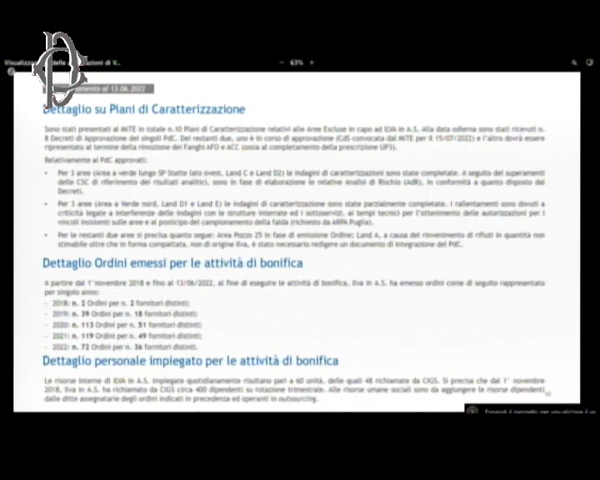 63%
13.06.2022
Dettaglio su Piani di Caratterizzazione
Sono stati presentati al MiTE in totale n.10 Piani di Caratterizzazione relativi alle Aree Escluse in capo ad ILVA in A.S. Alla data odierna sono stati ricevuti n.
8 Decreti di Approvazione dei singoli PdC. Dei restanti due, uno è in corso di approvazione (CdS convocata dal MiTE per il 15/07/2022) e l'altro dovrà essere
ripresentato al termine della rimozione dei Fanghi AFO e ACC (ossia al completamento della prescrizione UP3).
Relativamente ai PdC approvati:
• Per 3 aree (Area a verde lungo SP Statte lato ovest, Land C e Land D2) le indagini di caratterizzazione sono state completate. A seguito dei superamenti
delle CSC di riferimento dei risultati analitici, sono in fase di elaborazione le relative Analisi di Rischio (AdR), in conformità a quanto disposto dai
Decreti.
• Per 3 aree (Area a Verde nord, Land D1 e Land E) le indagini di caratterizzazione sono state parzialmente completate. I rallentamenti sono dovuti a
criticità legate a interferenze delle indagini con le strutture interrate ed i sottoservizi, ai tempi tecnici per l'ottenimento delle autorizzazioni per i
vincoli insistenti sulle aree e al posticipo del campionamento della falda (richiesto da ARPA Puglia).
• Per le restanti due aree si precisa quanto segue: Area Pozzo 25 in fase di emissione Ordine; Land A, a causa del rinvenimento di rifiuti in quantità non
stimabile oltre che in forma compattata, non di origine Ilva, è stato necessario redigere un documento di integrazione del PdC.
Dettaglio Ordini emessi per le attività di bonifica
A partire dal 1°novembre 2018 e fino al 13/06/2022, al fine di eseguire le attività di bonifica, Ilva in A.S. ha emesso ordini come di seguito rappresentato
per singolo anno:
- 2018: n. 2 Ordini per n. 2 fornitori distinti;
- 2019: n. 39 Ordini per n. 18 fornitori distinti;
- 2020: n. 113 Ordini per n. 51 fornitori distinti;
- 2021: n. 119 Ordini per n. 49 fornitori distinti;
- 2022: n. 72 Ordini per n. 36 fornitori distinti;
Dettaglio personale impiegato per le attività di bonifica
Le risorse interne di ILVA in A.S. impiegate quotidianamente risultano pari a 60 unità, delle quali 48 richiamate da CIGS. Si precisa che dal 1° novembre
2018, Ilva in A.S. ha richiamato da CIGS circa 400 dipendenti su rotazione trimestrale. Alle risorse umane sociali sono da aggiungere le risorse dipendenti
dalle ditte assegnatarie degli ordini indicati in precedenza ed operanti in outsourcing.